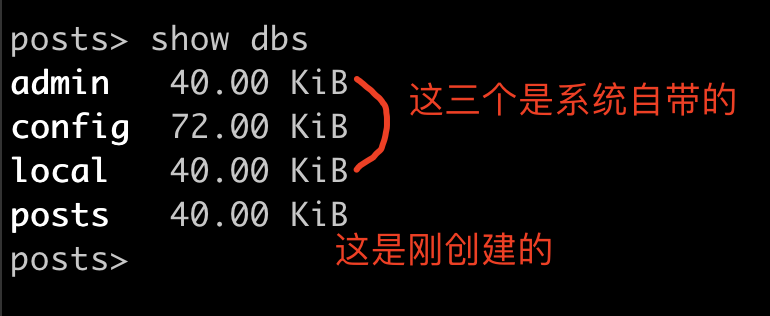 posts> show dbs
admin   40.00 KiB
这三个是系统自带的
config  72.00 KiB
local   40.00 KiB
posts   40.00 KiB
这是刚创建的
posts>